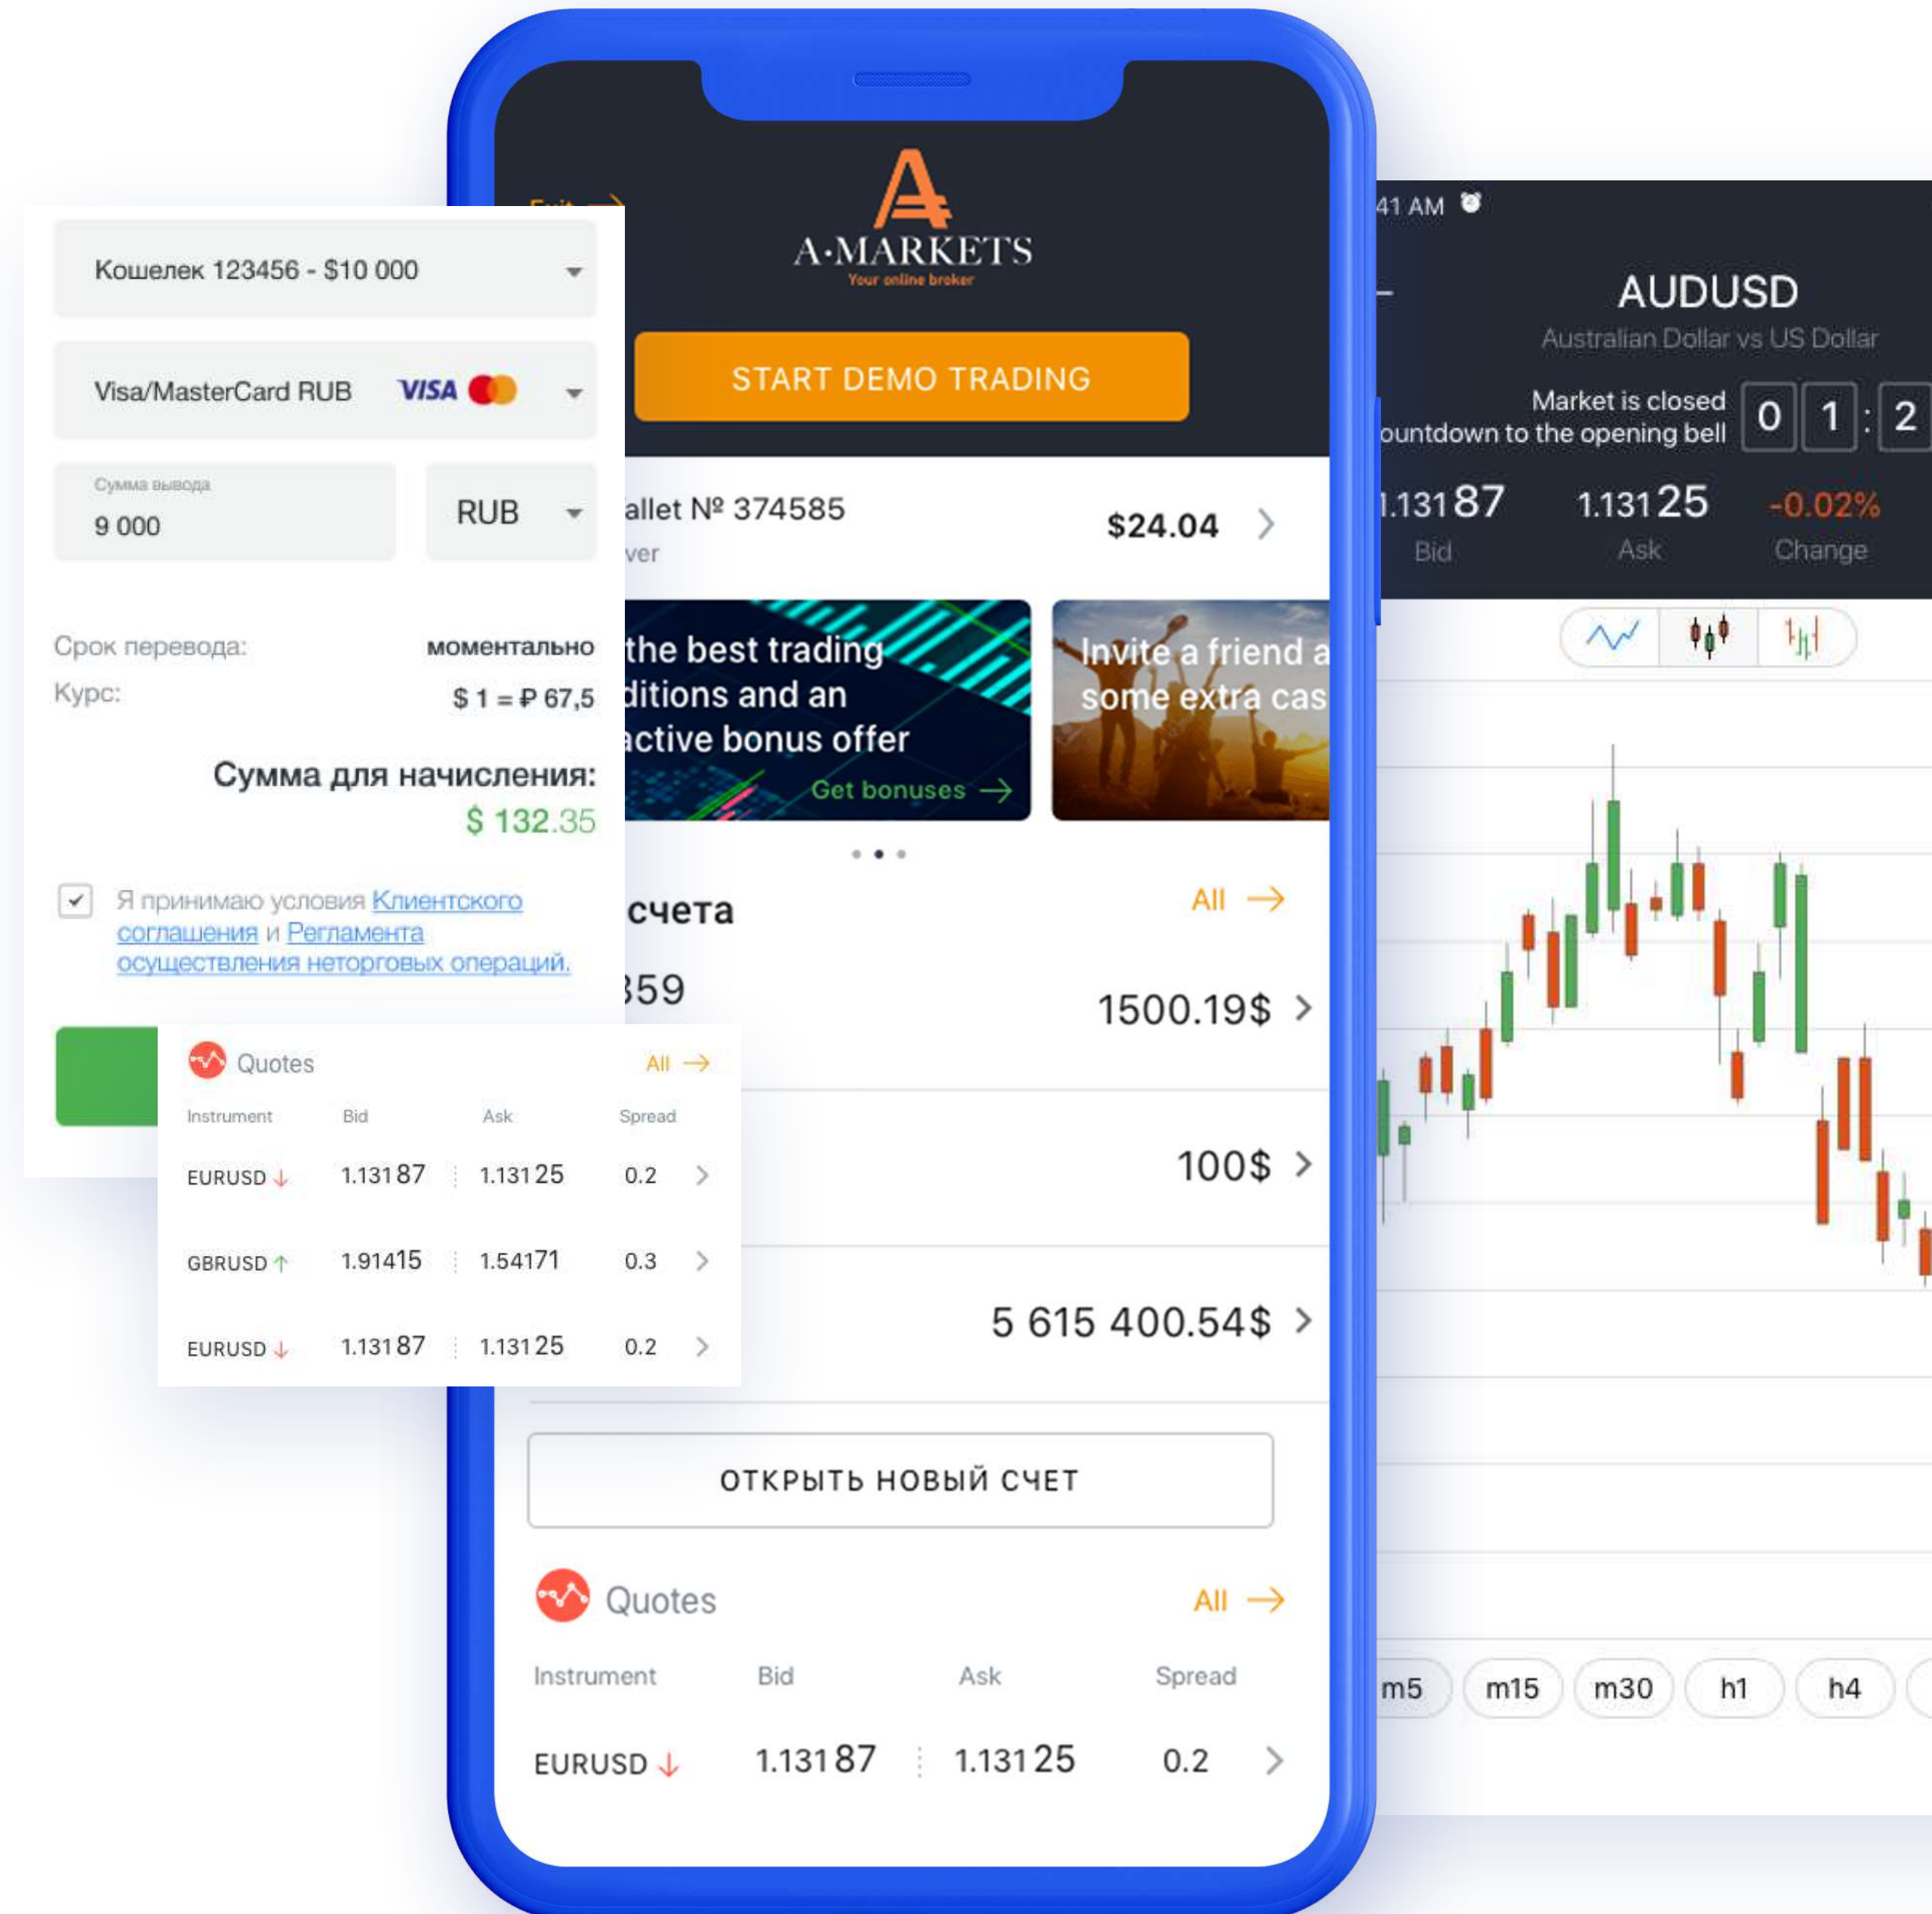 Кошелек 123456 - $10 000
Visa/MasterCard RUB VISA
Сумма вывода
9 000
RUB
Срок перевода: моментально
Курс: $ 1 = ₽ 67,5
Сумма для начисления:
$ 132.35
Я принимаю условия Клиентского
соглашения и Регламента
осуществления неторговых операций.
Quotes All
Instrument Bid Ask Spread
EURUSD 1.13187 1.13125 0.2
GBRUSD 1.91415 1.54171 0.3
EURUSD 1.13187 1.13125 0.2
A·MARKETS
Your online broker
START DEMO TRADING
allet № 374585
ver
$24.04
the best trading
ditions and an
active bonus offer
Get bonuses
Invite a friend a
some extra cas
счета All
359
1500.19$
100$
5 615 400.54$
ОТКРЫТЬ НОВЫЙ СЧЕТ
Quotes All
Instrument Bid Ask Spread
EURUSD 1.13187 1.13125 0.2
41 AM
AUDUSD
Australian Dollar vs US Dollar
Market is closed
ountdown to the opening bell
0 1 : 2
1.13187 1.13125 -0.02%
Bid Ask Change
m5 m15 m30 h1 h4